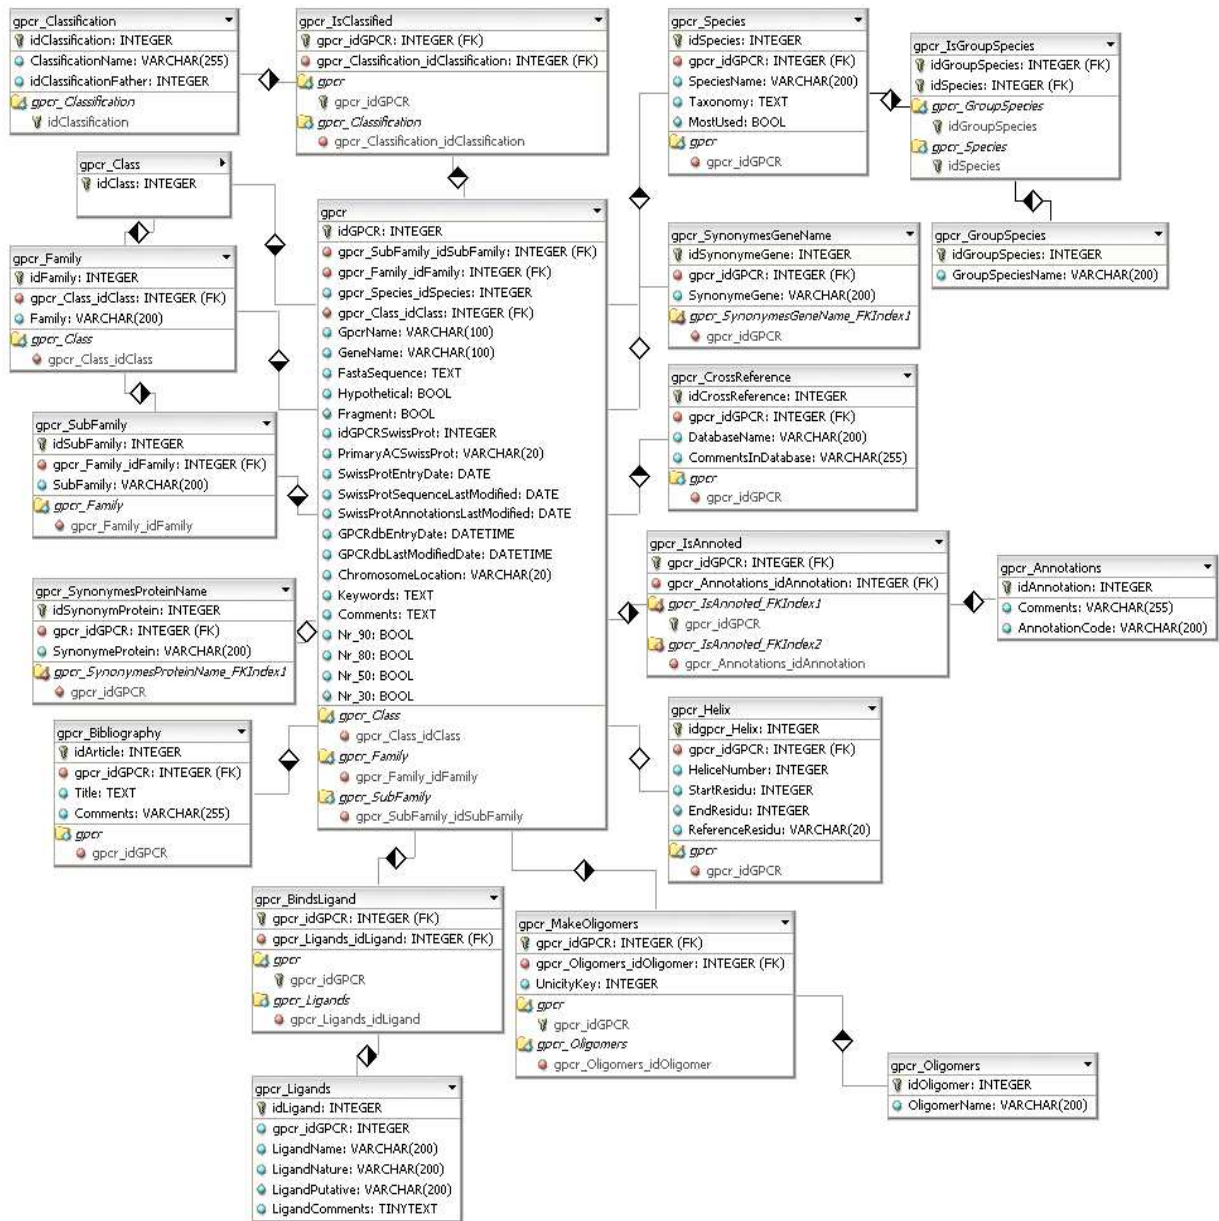 gpcr_Classification
idClassification: INTEGER
ClassificationName: VARCHAR(255)
idClassificationFather: INTEGER
gpcr_Classification
idClassification
gpcr_IsClassified
gpcr_idGPCR: INTEGER (FK)
gpcr_Classification_idClassification: INTEGER (FK)
gpcr
gpcr_idGPCR
gpcr_Classification
gpcr_Classification_idClassification
gpcr_Species
idSpecies: INTEGER
gpcr_idGPCR: INTEGER (FK)
SpeciesName: VARCHAR(200)
Taxonomy: TEXT
MostUsed: BOOL
gpcr
gpcr_idGPCR
gpcr_IsGroupSpecies
idGroupSpecies: INTEGER (FK)
idSpecies: INTEGER (FK)
gpcr_GroupSpecies
idGroupSpecies
gpcr_Species
idSpecies
gpcr_Class
idClass: INTEGER
gpcr_Family
idFamily: INTEGER
gpcr_Class_idClass: INTEGER (FK)
Family: VARCHAR(200)
gpcr_Class
gpcr_Class_idClass
gpcr
idGPCR: INTEGER
gpcr_SubFamily_idSubFamily: INTEGER (FK)
gpcr_Family_idFamily: INTEGER (FK)
gpcr_Species_idSpecies: INTEGER
gpcr_Class_idClass: INTEGER (FK)
GpcrName: VARCHAR(100)
GeneName: VARCHAR(100)
FastaSequence: TEXT
Hypothetical: BOOL
Fragment: BOOL
idGPCRSwissProt: INTEGER
PrimaryACSwissProt: VARCHAR(20)
SwissProtEntryDate: DATE
SwissProtSequenceLastModified: DATE
SwissProtAnnotationsLastModified: DATE
GPCRdbEntryDate: DATETIME
GPCRdbLastModifiedDate: DATETIME
ChromosomeLocation: VARCHAR(20)
Keywords: TEXT
Comments: TEXT
Nr_90: BOOL
Nr_80: BOOL
Nr_50: BOOL
Nr_30: BOOL
gpcr_Class
gpcr_Class_idClass
gpcr_Family
gpcr_Family_idFamily
gpcr_SubFamily
gpcr_SubFamily_idSubFamily
gpcr_SynonymesGeneName
idSynonymeGene: INTEGER
gpcr_idGPCR: INTEGER (FK)
SynonymeGene: VARCHAR(200)
gpcr_SynonymesGeneName_FKIndex1
gpcr_idGPCR
gpcr_GroupSpecies
idGroupSpecies: INTEGER
GroupSpeciesName: VARCHAR(200)
gpcr_CrossReference
idCrossReference: INTEGER
gpcr_idGPCR: INTEGER (FK)
DatabaseName: VARCHAR(200)
CommentsInDatabase: VARCHAR(255)
gpcr
gpcr_idGPCR
gpcr_SubFamily
idSubFamily: INTEGER
gpcr_Family_idFamily: INTEGER (FK)
SubFamily: VARCHAR(200)
gpcr_Family
gpcr_Family_idFamily
gpcr_IsAnnoted
gpcr_idGPCR: INTEGER (FK)
gpcr_Annotations_idAnnotation: INTEGER (FK)
gpcr_IsAnnoted_FKIndex1
gpcr_idGPCR
gpcr_IsAnnoted_FKIndex2
gpcr_Annotations_idAnnotation
gpcr_Annotations
idAnnotation: INTEGER
Comments: VARCHAR(255)
AnnotationCode: VARCHAR(200)
gpcr_SynonymesProteinName
idSynonymProtein: INTEGER
gpcr_idGPCR: INTEGER (FK)
SynonymeProtein: VARCHAR(200)
gpcr_SynonymesProteinName_FKIndex1
gpcr_idGPCR
gpcr_Bibliography
idArticle: INTEGER
gpcr_idGPCR: INTEGER (FK)
Title: TEXT
Comments: VARCHAR(255)
gpcr
gpcr_idGPCR
gpcr_Helix
idgpcr_Helix: INTEGER
gpcr_idGPCR: INTEGER (FK)
HeliceNumber: INTEGER
StartResidu: INTEGER
EndResidu: INTEGER
ReferenceResidu: VARCHAR(20)
gpcr
gpcr_idGPCR
gpcr_BindsLigand
gpcr_idGPCR: INTEGER (FK)
gpcr_Ligands_idLigand: INTEGER (FK)
gpcr
gpcr_idGPCR
gpcr_Ligands
gpcr_Ligands_idLigand
gpcr_MakeOligomers
gpcr_idGPCR: INTEGER (FK)
gpcr_Oligomers_idOligomer: INTEGER (FK)
UnicityKey: INTEGER
gpcr
gpcr_idGPCR
gpcr_Oligomers
gpcr_Oligomers_idOligomer
gpcr_Oligomers
idOligomer: INTEGER
OligomerName: VARCHAR(200)
gpcr_Ligands
idLigand: INTEGER
gpcr_idGPCR: INTEGER
LigandName: VARCHAR(200)
LigandNature: VARCHAR(200)
LigandPutative: VARCHAR(200)
LigandComments: TINYTEXT